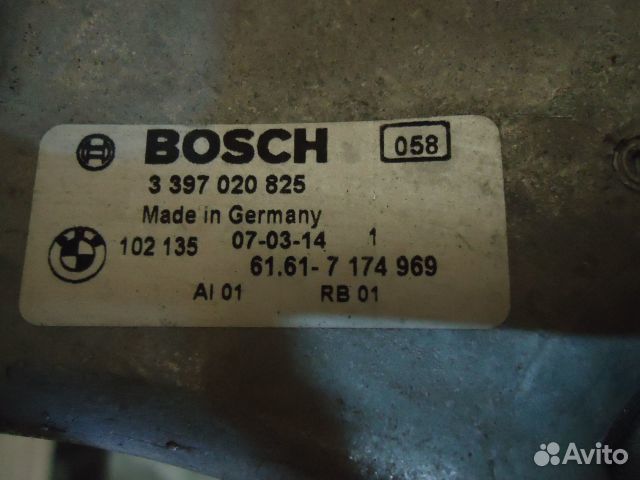 BOSCH 058
3 397 020 825
Made in Germany
102 135 07-03-14 1
61.61- 7 174 969
AI 01 RB 01
Avito